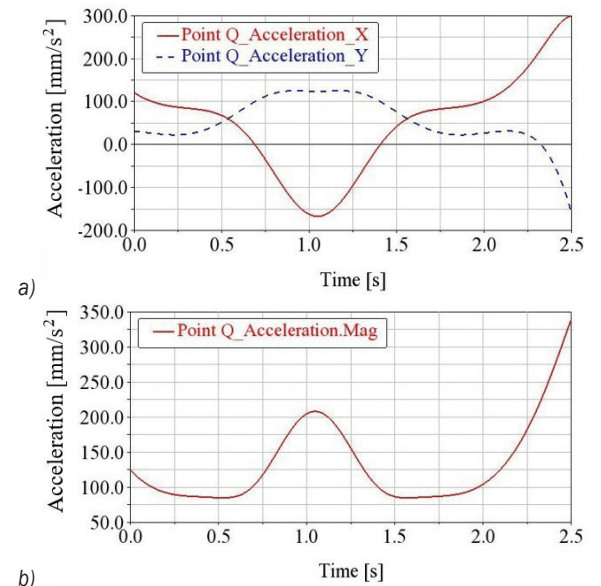 300.0
200.0
100.0
0.0
-100.0
-200.0
Acceleration [mm/s²]
Point Q_Acceleration_X
Point Q_Acceleration_Y
0.0 0.5 1.0 1.5 2.0 2.5
Time [s]
a)
350.0
300.0
250.0
200.0
150.0
100.0
50.0
Acceleration [mm/s²]
Point Q_Acceleration.Mag
0.0 0.5 1.0 1.5 2.0 2.5
Time [s]
b)